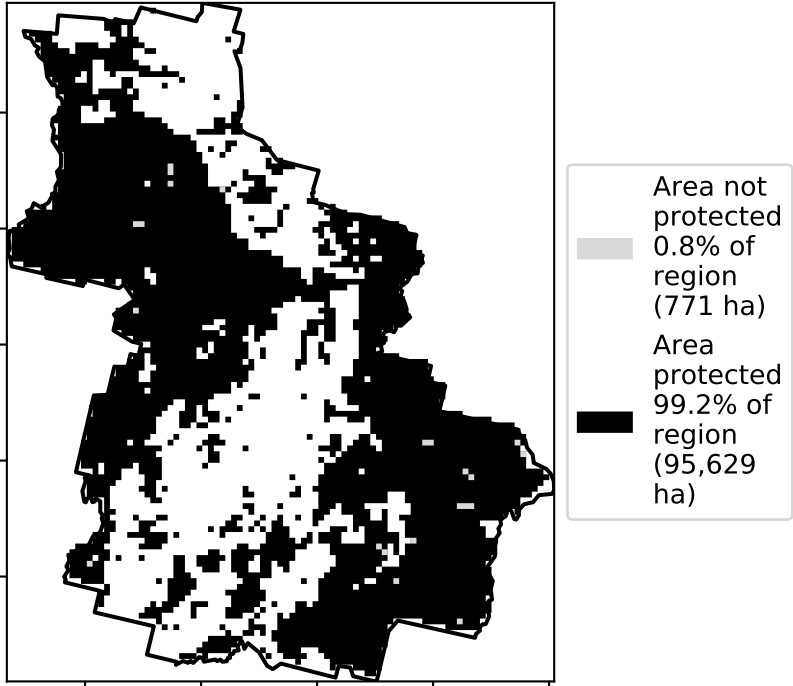 Area not
protected
0.8% of
region
(771 ha)
Area
protected
99.2% of
region
(95,629
ha)